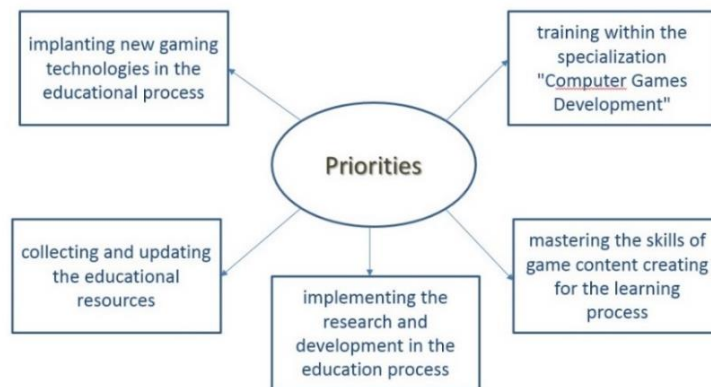 implanting new gaming
technologies in the
educational process
training within the
specialization
"Computer Games
Development"
Priorities
collecting and updating
the educational
resources
implementing the
research and
development in the
education process
mastering the skills of
game content creating
for the learning
process